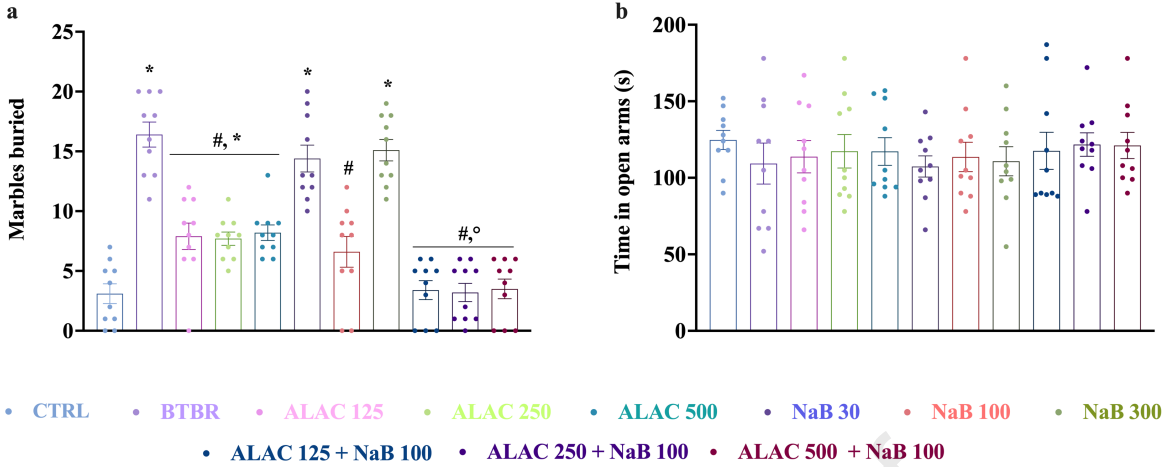 a
b
Marbles buried
25
20
15
10
5
0
*
#, *
*
#
*
#,°
Time in open arms (s)
200
150
100
50
0
CTRL BTBR ALAC 125 ALAC 250 ALAC 500 NaB 30 NaB 100 NaB 300
ALAC 125 + NaB 100 ALAC 250 + NaB 100 ALAC 500 + NaB 100